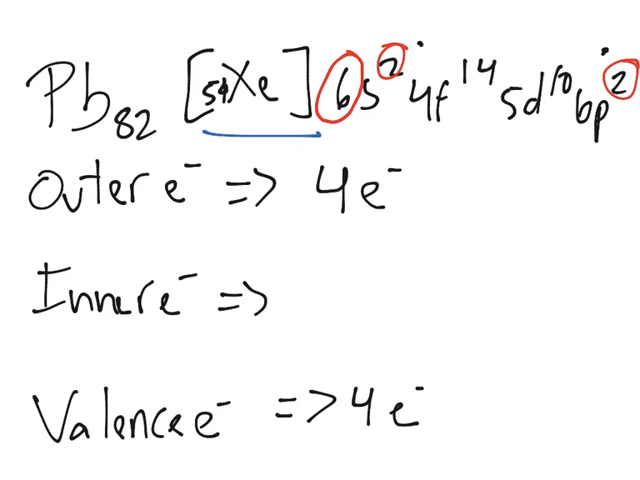 Pb82 [54Xe] 6s² 4f¹⁴ 5d¹⁰ 6p²
Outer e⁻ => 4e⁻
Inner e⁻ =>
Valence e⁻ => 4e⁻